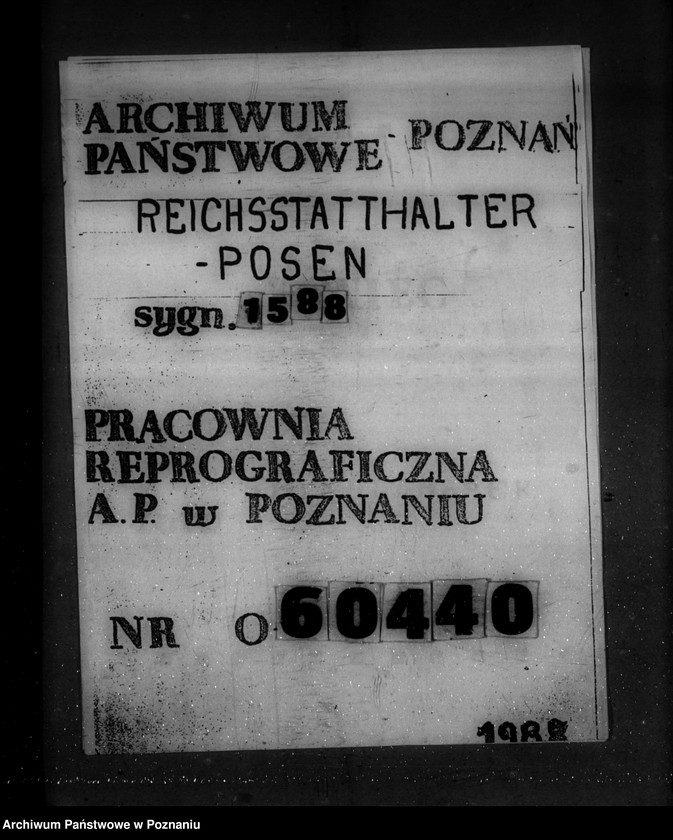 ARCHIWUM
PAŃSTWOWE - POZNAŃ
REICHSSTATTHALTER
-POSEN
sygn. 1588
PRACOWNIA
REPROGRAFICZNA
A.P. w POZNANIU
NR O 60440
Archiwum Państwowe w Poznaniu